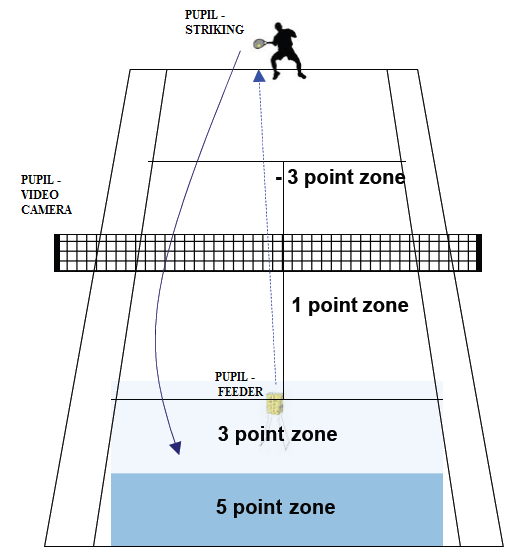 PUPIL -
STRIKING
- 3 point zone
PUPIL -
VIDEO
CAMERA
1 point zone
PUPIL -
FEEDER
3 point zone
5 point zone